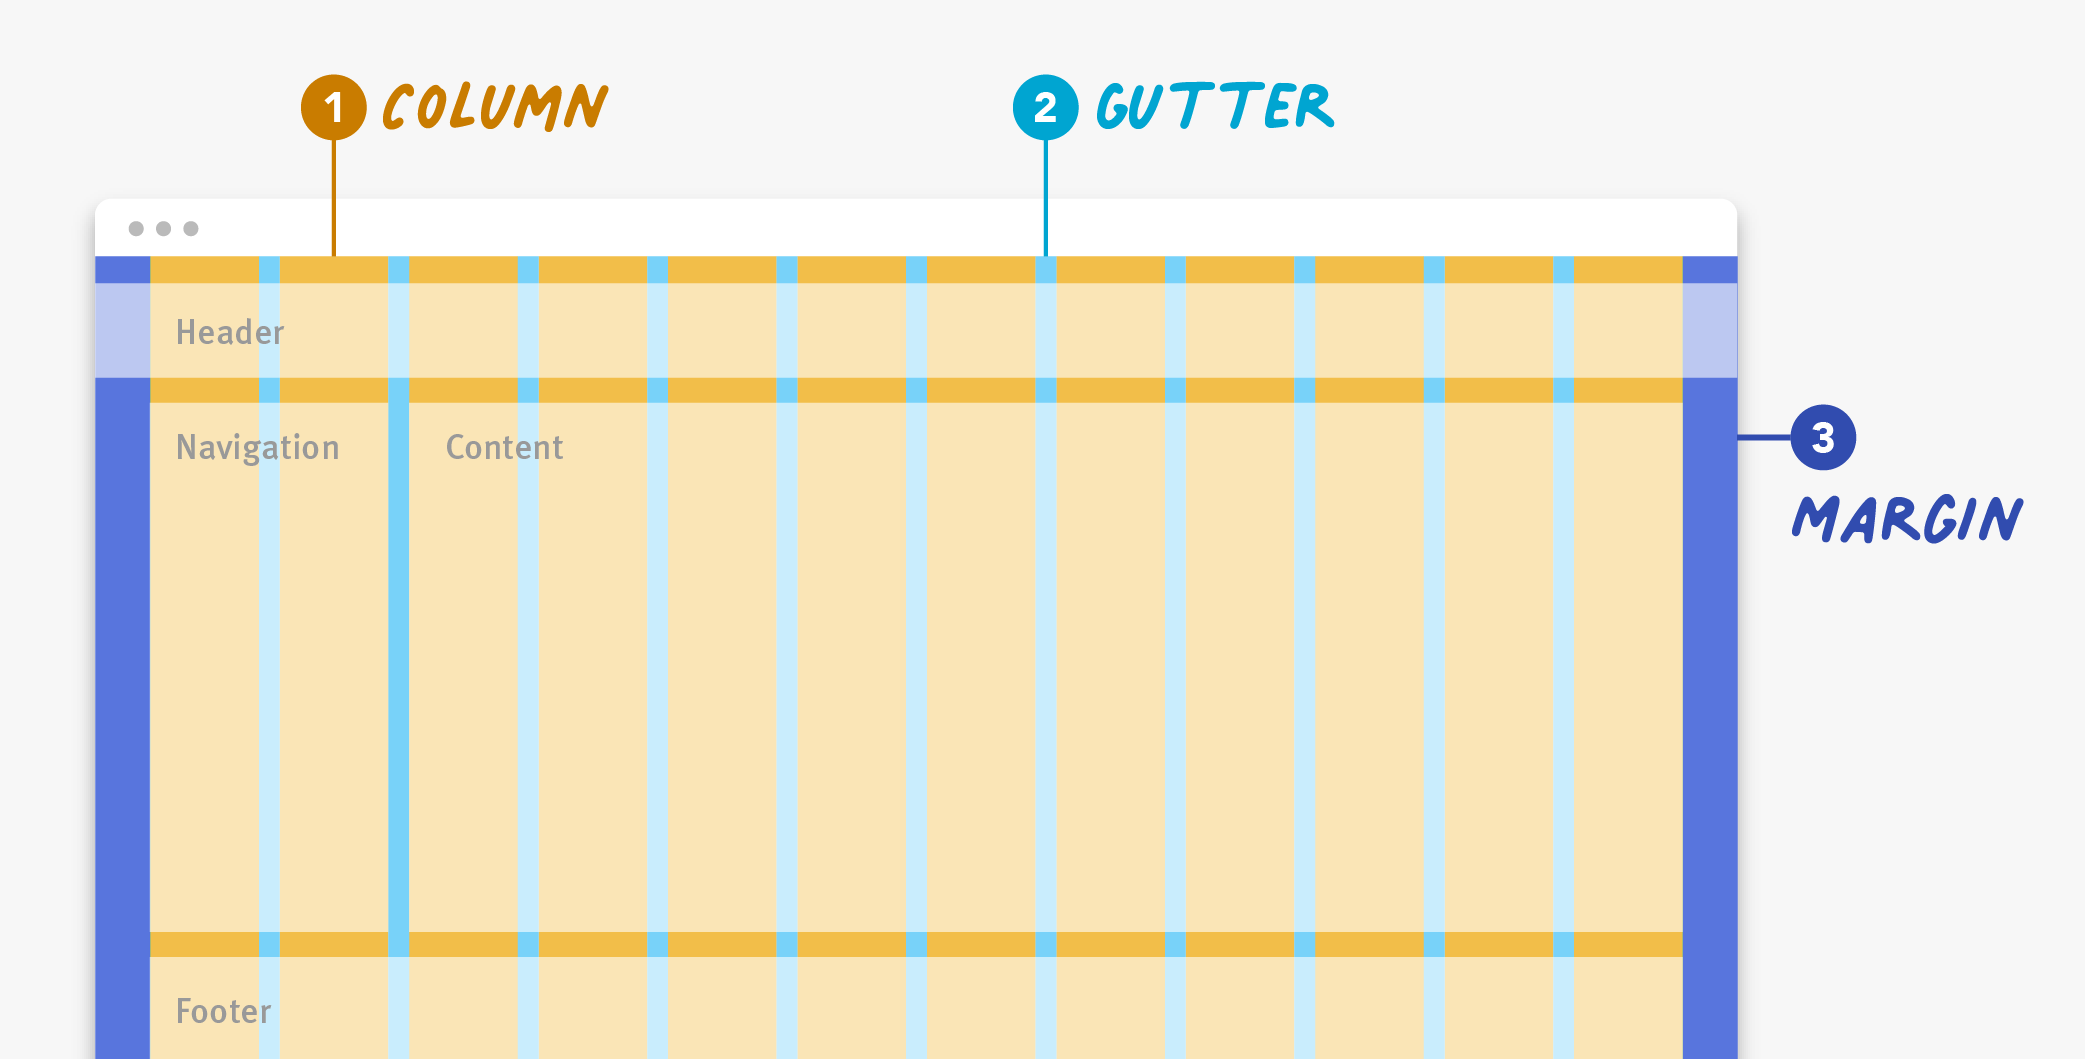 1 COLUMN
2 GUTTER
Header
Navigation
Content
3
MARGIN
Footer